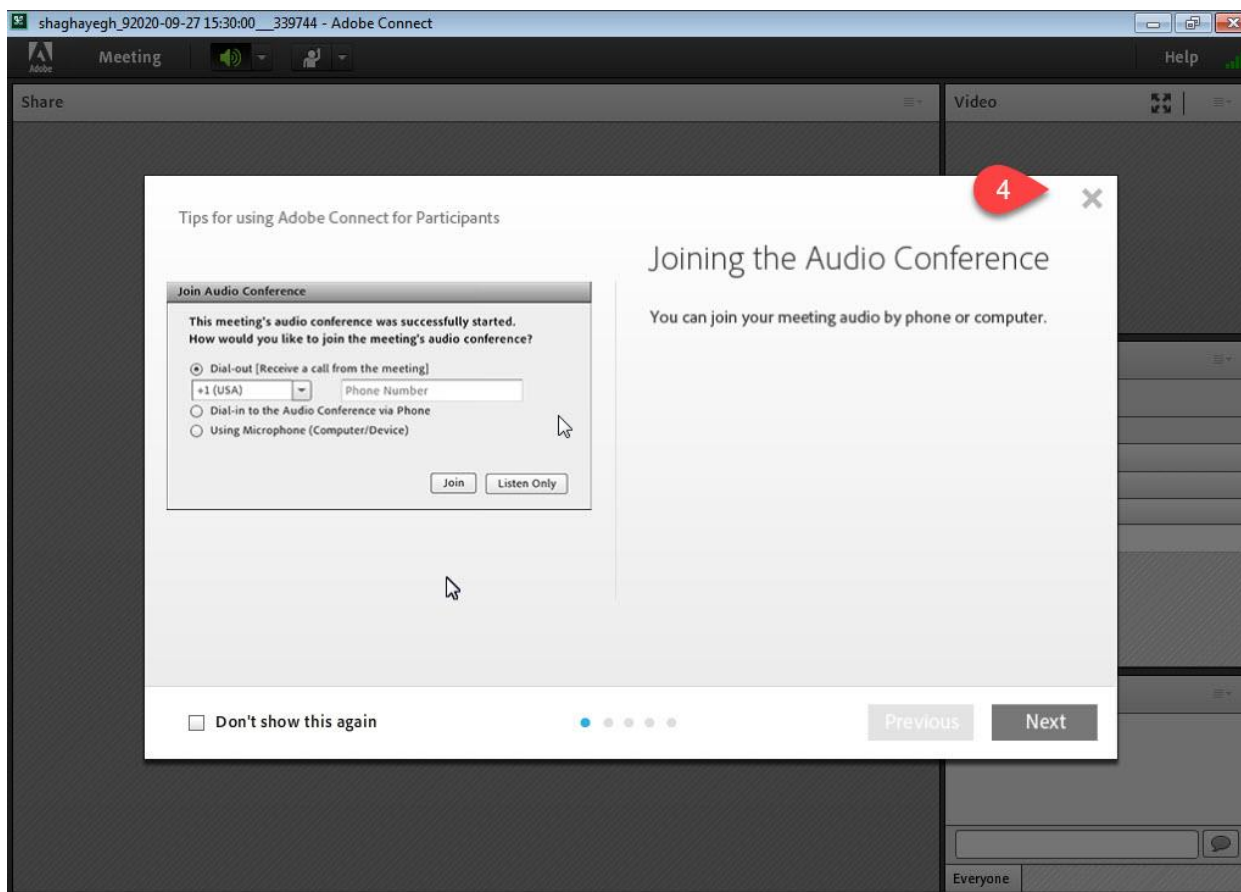 shaghayegh_92020-09-27 15:30:00__339744 - Adobe Connect
Adobe
Meeting
Help
Share
Video
4
Tips for using Adobe Connect for Participants
Joining the Audio Conference
You can join your meeting audio by phone or computer.
Join Audio Conference
This meeting's audio conference was successfully started.
How would you like to join the meeting's audio conference?
Dial-out [Receive a call from the meeting]
+1 (USA)
Phone Number
Dial-in to the Audio Conference via Phone
Using Microphone (Computer/Device)
Join
Listen Only
Don't show this again
Previous
Next
Everyone